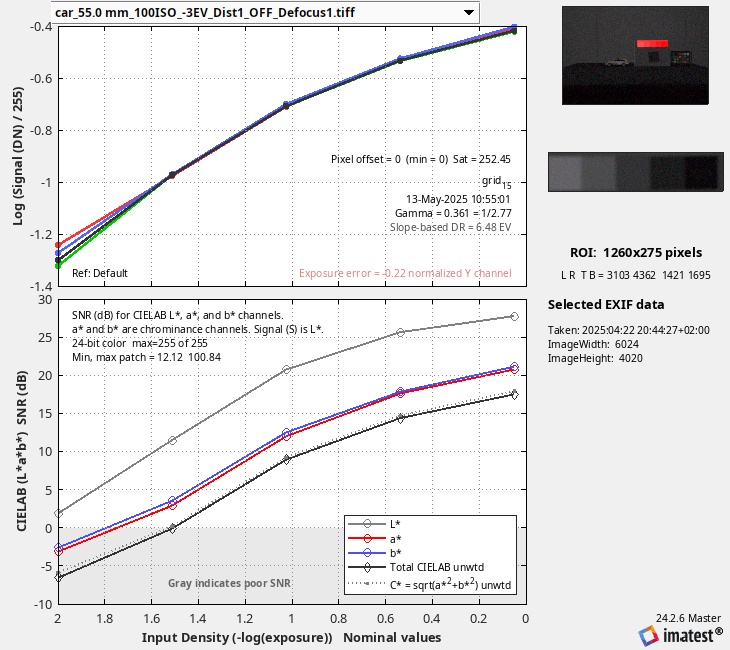 car_55.0 mm_100ISO_-3EV_Dist1_OFF_Defocus1.tiff
Log (Signal (DN) / 255)
-0.4
-0.6
-0.8
-1
-1.2
-1.4
Pixel offset = 0  (min = 0)  Sat = 252.45
grid_15
13-May-2025 10:55:01
Gamma = 0.361 = 1/2.77
Slope-based DR = 6.48 EV
Ref: Default
Exposure error = -0.22 normalized Y channel
ROI:  1260x275 pixels
L R  T B = 3103 4362  1421 1695
Selected EXIF data
Taken: 2025:04:22 20:44:27+02:00
ImageWidth:  6024
ImageHeight:  4020
CIELAB (L*a*b*)  SNR (dB)
30
25
20
15
10
5
0
-5
-10
SNR (dB) for CIELAB L*, a*, and b* channels.
a* and b* are chrominance channels. Signal (S) is L*.
24-bit color  max=255 of 255
Min, max patch = 12.12  100.84
L*
a*
b*
Total CIELAB unwtd
C* = sqrt(a*2+b*2) unwtd
Gray indicates poor SNR
2 1.8 1.6 1.4 1.2 1 0.8 0.6 0.4 0.2 0
Input Density (-log(exposure))   Nominal values
24.2.6 Master
imatest®